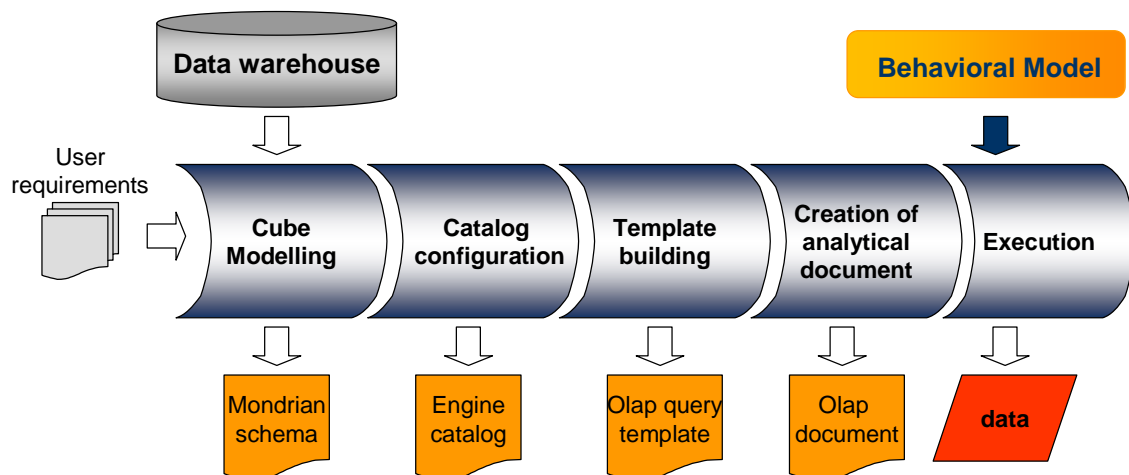 Data warehouse
Behavioral Model
User
requirements
Cube
Modelling
Catalog
configuration
Template
building
Creation of
analytical
document
Execution
Mondrian
schema
Engine
catalog
Olap query
template
Olap
document
data